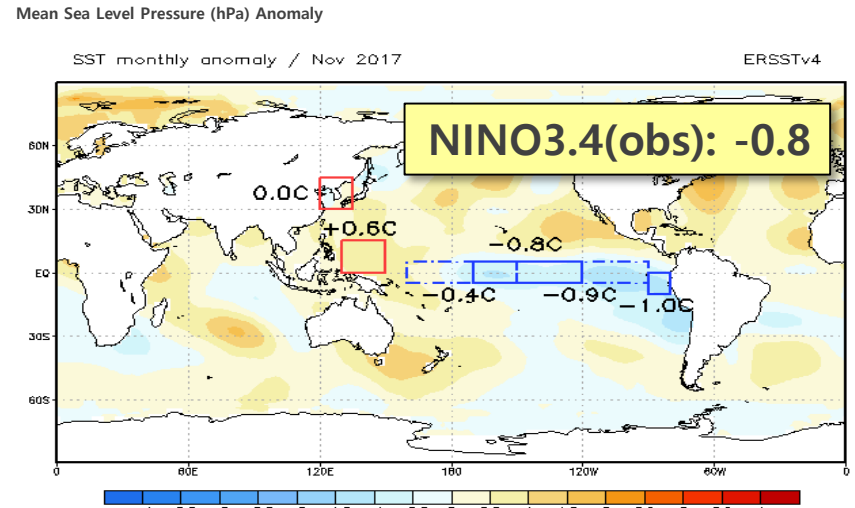 Mean Sea Level Pressure (hPa) Anomaly
SST monthly anomaly / Nov 2017 ERSSTv4
NINO3.4(obs): -0.8
60N
0.0C
30N
+0.6C
-0.8C
EQ
-0.4C -0.9C -1.0C
30S
60S
0 60E 120E 180 120W 60W 0